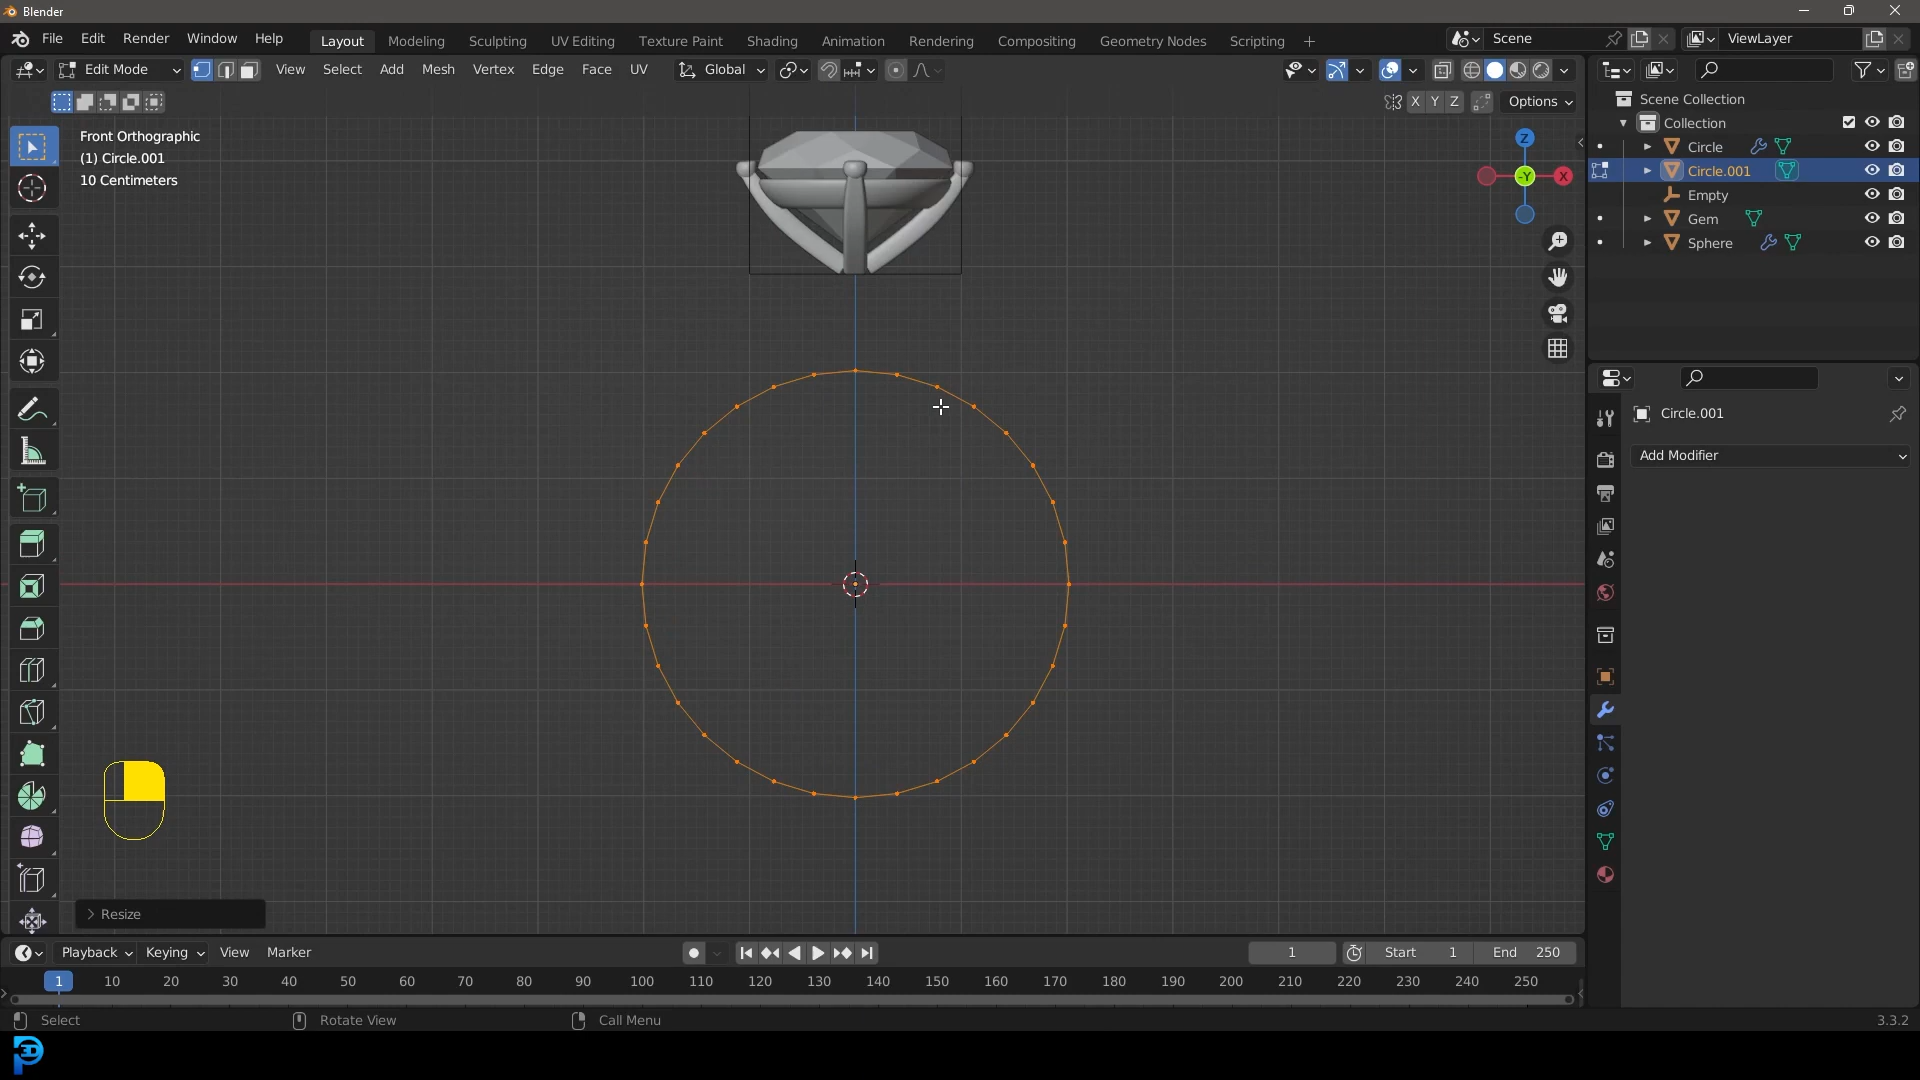 Blender
File Edit Render Window Help
Layout Modeling Sculpting UV Editing Texture Paint Shading Animation Rendering Compositing Geometry Nodes Scripting +
Scene
ViewLayer
Edit Mode
View Select Add Mesh Vertex Edge Face UV
Global
X Y Z
Options
Front Orthographic
(1) Circle.001
10 Centimeters
Z
-Y
X
Scene Collection
Collection
Circle
Circle.001
Empty
Gem
Sphere
Circle.001
Add Modifier
Resize
Playback Keying View Marker
1
Start 1
End 250
1 10 20 30 40 50 60 70 80 90 100 110 120 130 140 150 160 170 180 190 200 210 220 230 240 250
Select
Rotate View
Call Menu
3.3.2